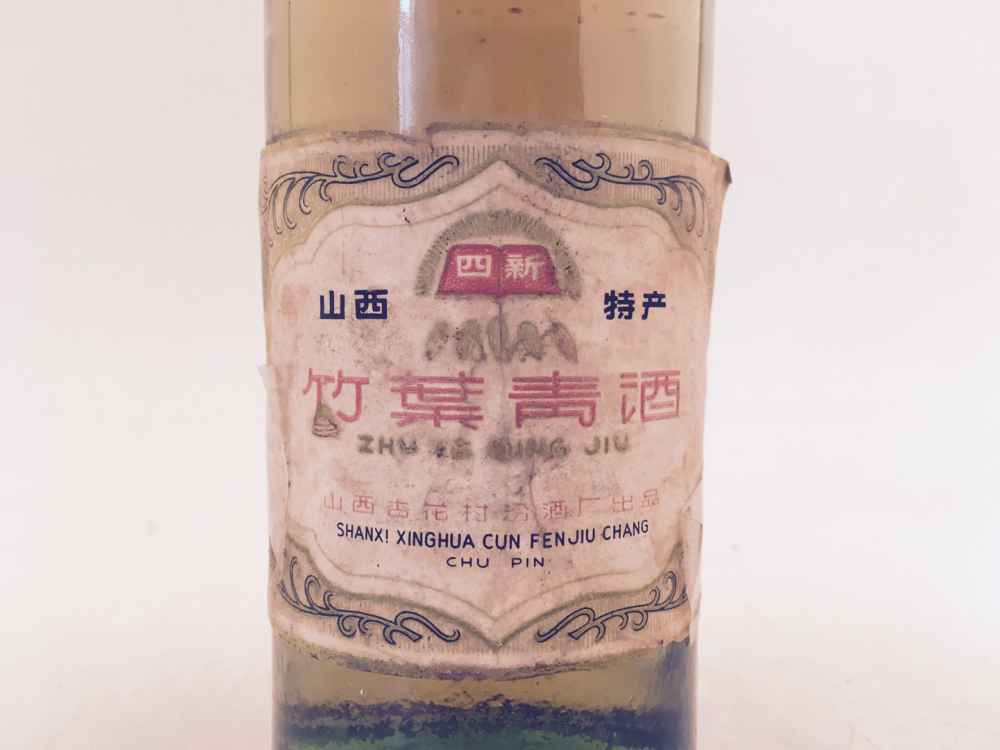 四新
山西 特产
竹葉青酒
ZHU YE QING JIU
山西杏花村汾酒厂出品
SHANXI XINGHUA CUN FENJIU CHANG
CHU PIN